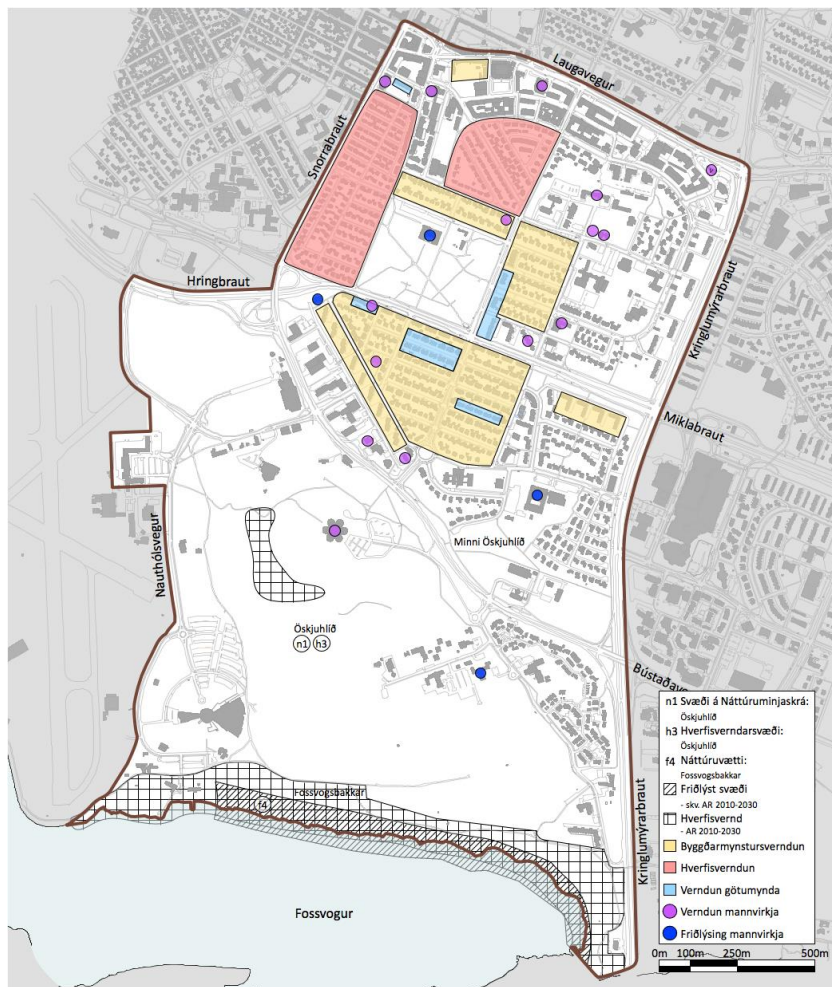 Laugavegur
Snorrabraut
Hringbraut
Kringlumýrarbraut
Miklabraut
Nauthólsvegur
Minni Öskjuhlíð
Öskjuhlíð
n1 h3
Fossvogsbakkar
f4
Fossvogur
Kringlumýrarbraut
n1 Svæði á Náttúruminjaskrá:
Öskjuhlíð
h3 Hverfisverndarsvæði:
Öskjuhlíð
f4 Náttúruvætti:
Fossvogsbakkar
Friðlýst svæði
- skv. AR 2010-2030
Hverfisvernd
- AR 2010-2030
Byggðarmynstursverndun
Hverfisverndun
Verndun götumynda
Verndun mannvirkja
Friðlýsing mannvirkja
0m 100m 250m 500m